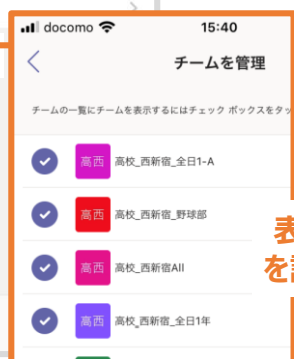 docomo 15:40
チームを管理
チームの一覧にチームを表示するにはチェック ボックスをタッ
高西 高校_西新宿_全日1-A
高西 高校_西新宿_野球部
高西 高校_西新宿All
高西 高校_西新宿_全日1年
表
を